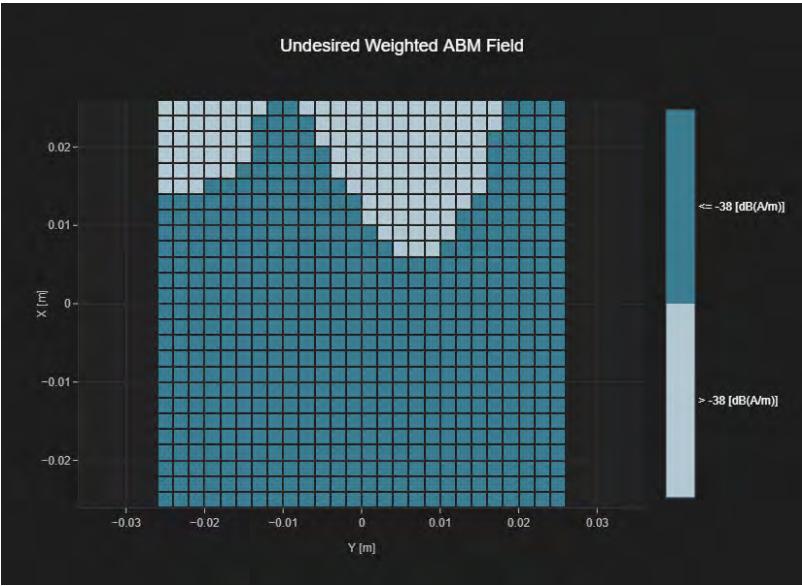 Undesired Weighted ABM Field
0.02
0.01
0
−0.01
−0.02
X [m]
−0.03
−0.02
−0.01
0
0.01
0.02
0.03
Y [m]
<= -38 [dB(A/m)]
> -38 [dB(A/m)]